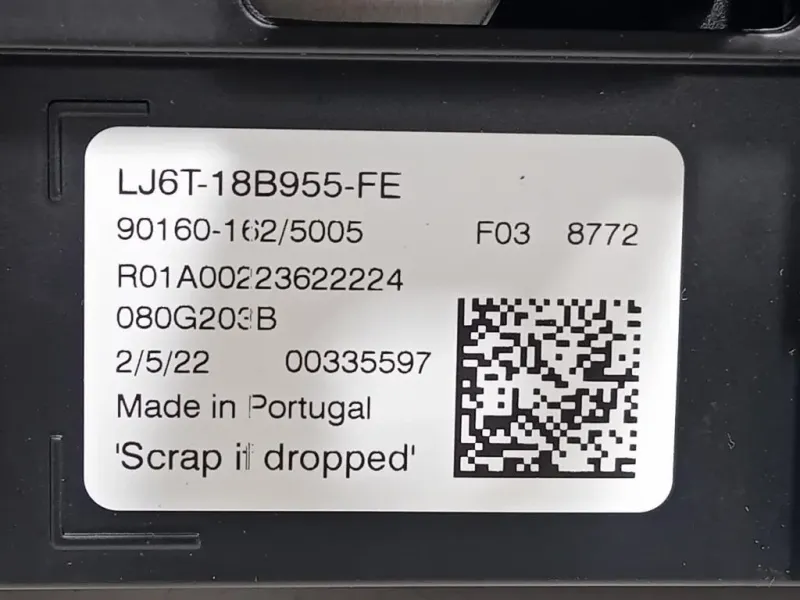 LJ6T-18B955-FE
90160-162/5005 F03 8772
R01A00223622224
080G203B
2/5/22 00335597
Made in Portugal
'Scrap if dropped'